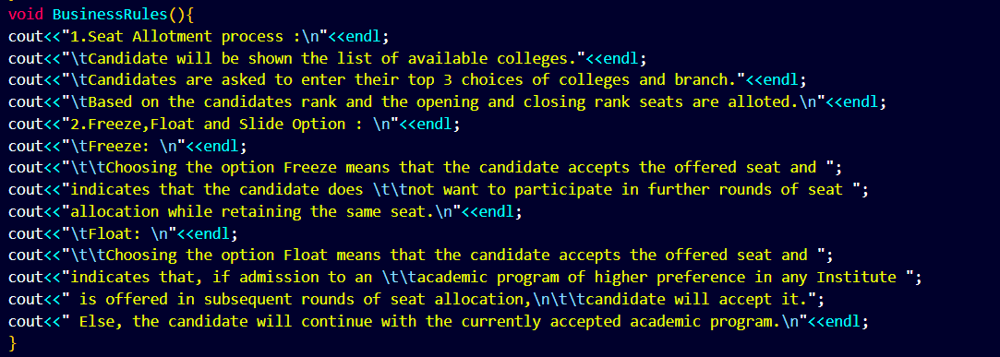 void BusinessRules(){
cout<<"1.Seat Allotment process :\n"<<endl;
cout<<"\tCandidate will be shown the list of available colleges."<<endl;
cout<<"\tCandidates are asked to enter their top 3 choices of colleges and branch."<<endl;
cout<<"\tBased on the candidates rank and the opening and closing rank seats are alloted.\n"<<endl;
cout<<"2.Freeze,Float and Slide Option : \n"<<endl;
cout<<"\tFreeze: \n"<<endl;
cout<<"\t\tChoosing the option Freeze means that the candidate accepts the offered seat and ";
cout<<"indicates that the candidate does \t\tnot want to participate in further rounds of seat ";
cout<<"allocation while retaining the same seat.\n"<<endl;
cout<<"\tFloat: \n"<<endl;
cout<<"\t\tChoosing the option Float means that the candidate accepts the offered seat and ";
cout<<"indicates that, if admission to an \t\tacademic program of higher preference in any Institute ";
cout<<" is offered in subsequent rounds of seat allocation,\n\t\tcandidate will accept it.";
cout<<" Else, the candidate will continue with the currently accepted academic program.\n"<<endl;
}